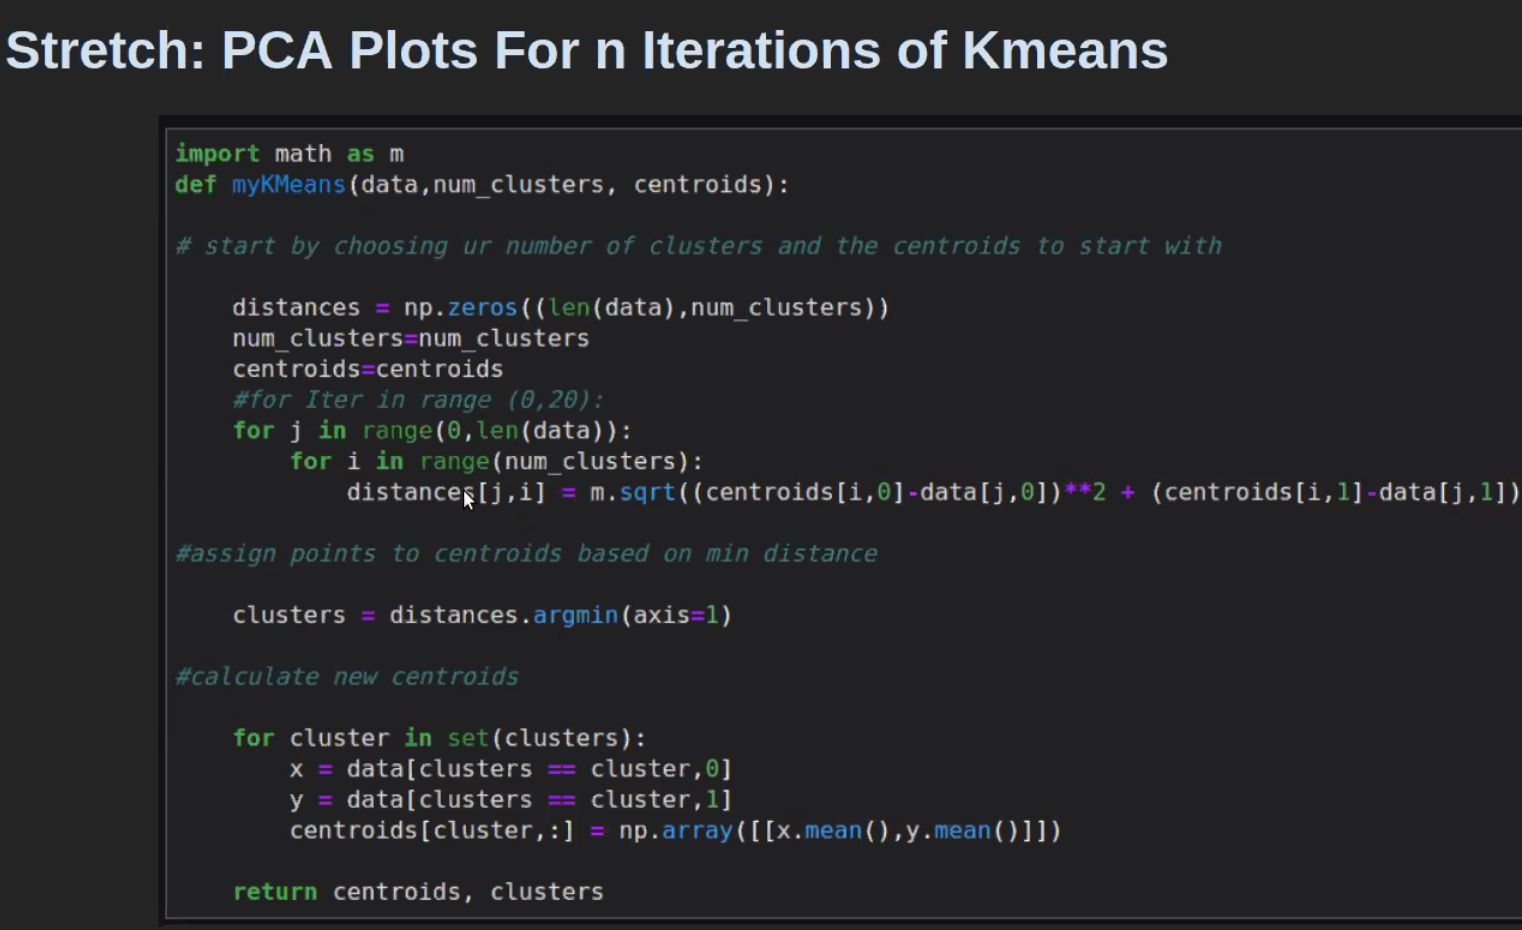 Stretch: PCA Plots For n Iterations of Kmeans
import math as m
def myKMeans(data,num_clusters, centroids):
# start by choosing ur number of clusters and the centroids to start with
distances = np.zeros((len(data),num_clusters))
num_clusters=num_clusters
centroids=centroids
#for Iter in range (0,20):
for j in range(0,len(data)):
for i in range(num_clusters):
distances[j,i] = m.sqrt((centroids[i,0]-data[j,0])**2 + (centroids[i,1]-data[j,1])
#assign points to centroids based on min distance
clusters = distances.argmin(axis=1)
#calculate new centroids
for cluster in set(clusters):
x = data[clusters == cluster,0]
y = data[clusters == cluster,1]
centroids[cluster,:] = np.array([[x.mean(),y.mean()]])
return centroids, clusters